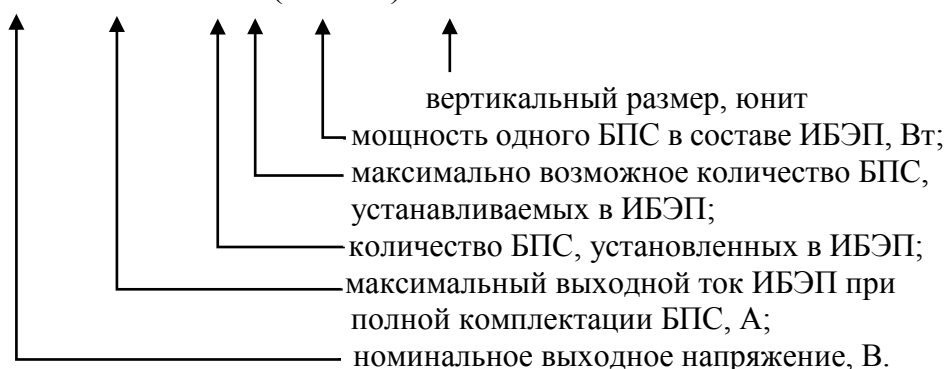 вертикальный размер, юнит
мощность одного БПС в составе ИБЭП, Вт;
максимально возможное количество БПС,
устанавливаемых в ИБЭП;
количество БПС, установленных в ИБЭП;
максимальный выходной ток ИБЭП при
полной комплектации БПС, А;
номинальное выходное напряжение, В.